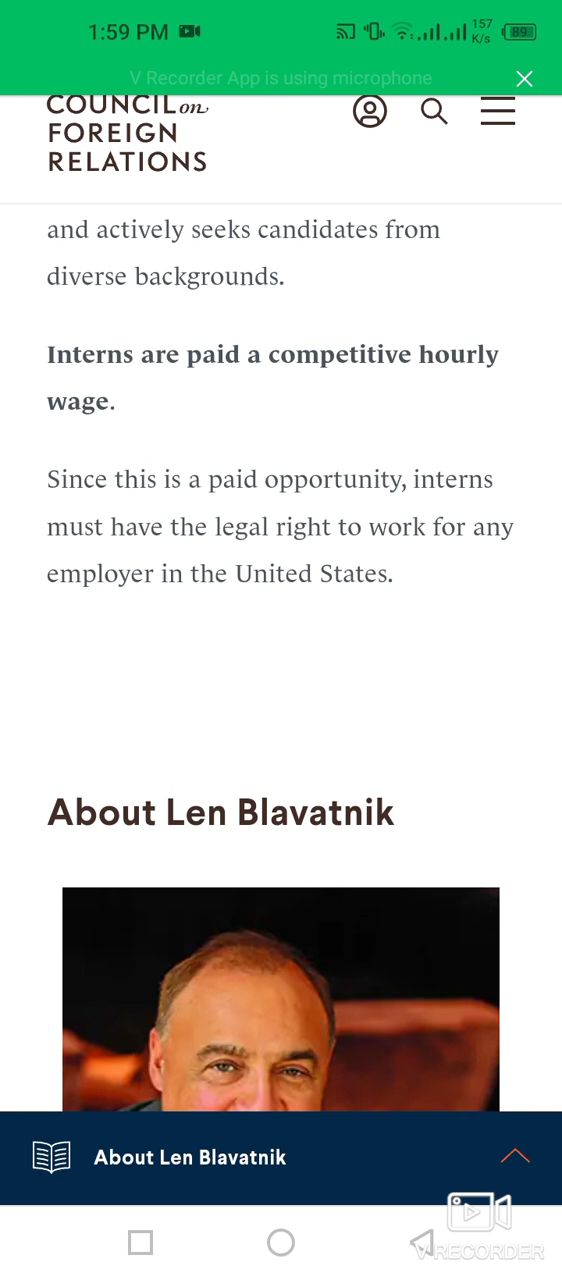 1:59 PM
157
K/s
89
V Recorder App is using microphone
COUNCIL on
FOREIGN
RELATIONS
and actively seeks candidates from
diverse backgrounds.
Interns are paid a competitive hourly
wage.
Since this is a paid opportunity, interns
must have the legal right to work for any
employer in the United States.
About Len Blavatnik
About Len Blavatnik
V RECORDER